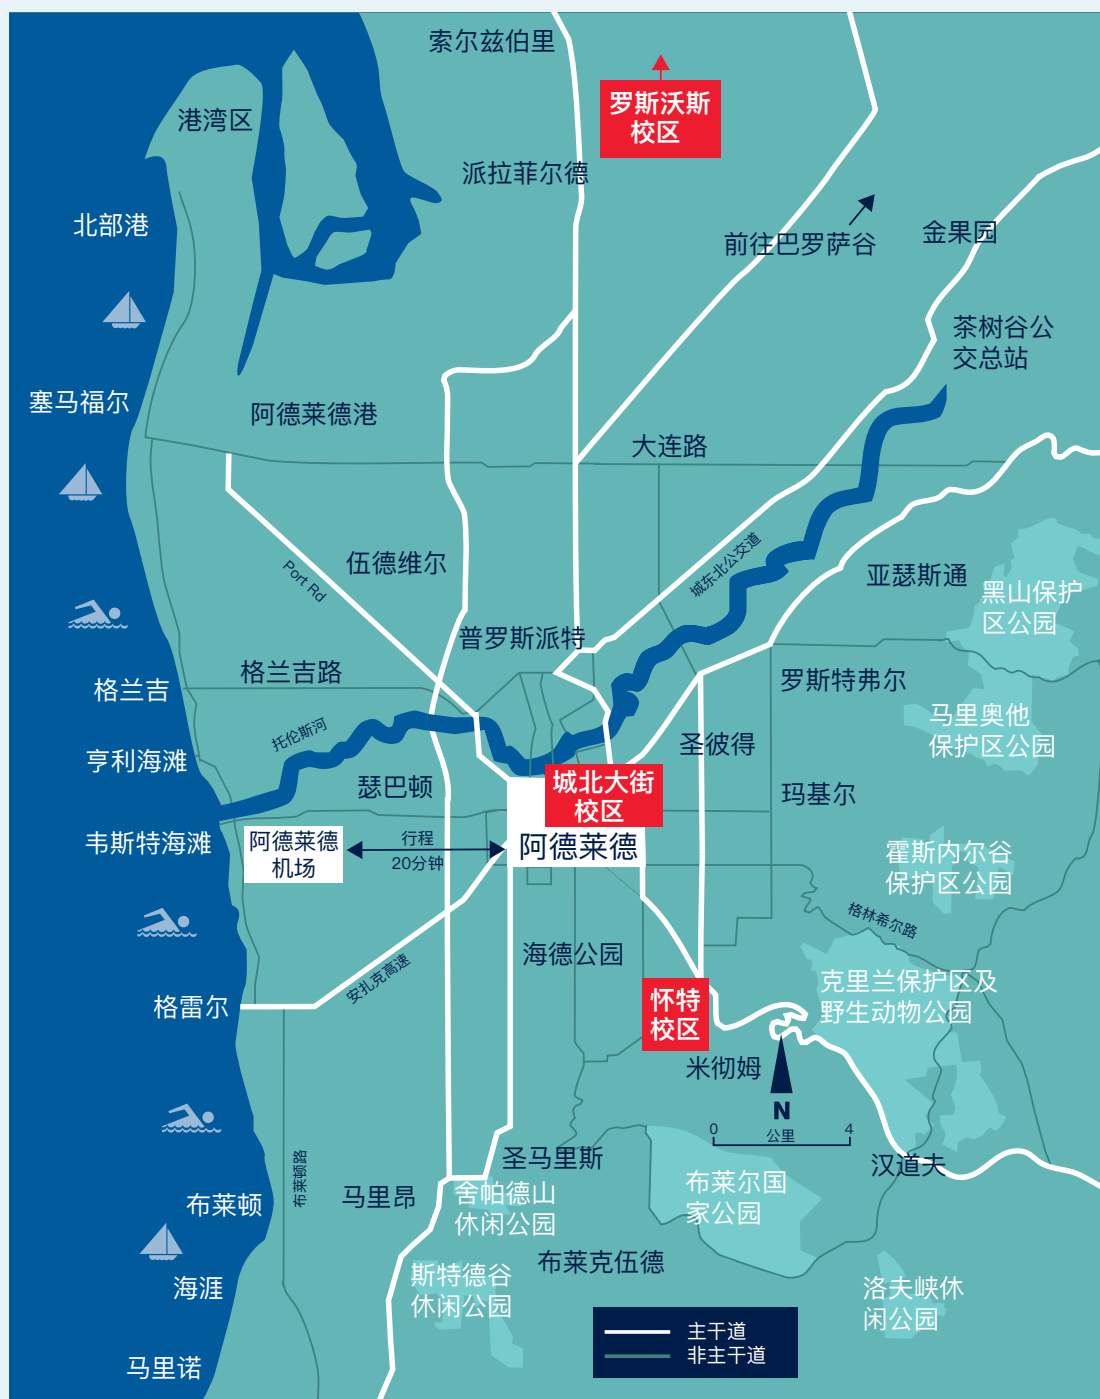 索尔兹伯里
罗斯沃斯
校区
港湾区
派拉菲尔德
北部港
前往巴罗萨谷
金果园
茶树谷公
交总站
塞马福尔
阿德莱德港
大连路
Port Rd
伍德维尔
城东北公交道
亚瑟斯通
黑山保护
区公园
普罗斯派特
格兰吉路
格兰吉
罗斯特弗尔
马里奥他
保护区公园
托伦斯河
亨利海滩
圣彼得
瑟巴顿
城北大街
校区
玛基尔
韦斯特海滩
阿德莱德
机场
行程
20分钟
阿德莱德
霍斯内尔谷
保护区公园
格林希尔路
海德公园
安扎克高速
克里兰保护区及
野生动物公园
格雷尔
怀特
校区
米彻姆
N
0
公里
4
圣马里斯
汉道夫
布莱顿路
布莱顿
马里昂
舍帕德山
休闲公园
布莱尔国
家公园
布莱克伍德
斯特德谷
休闲公园
海涯
洛夫峡休
闲公园
主干道
非主干道
马里诺